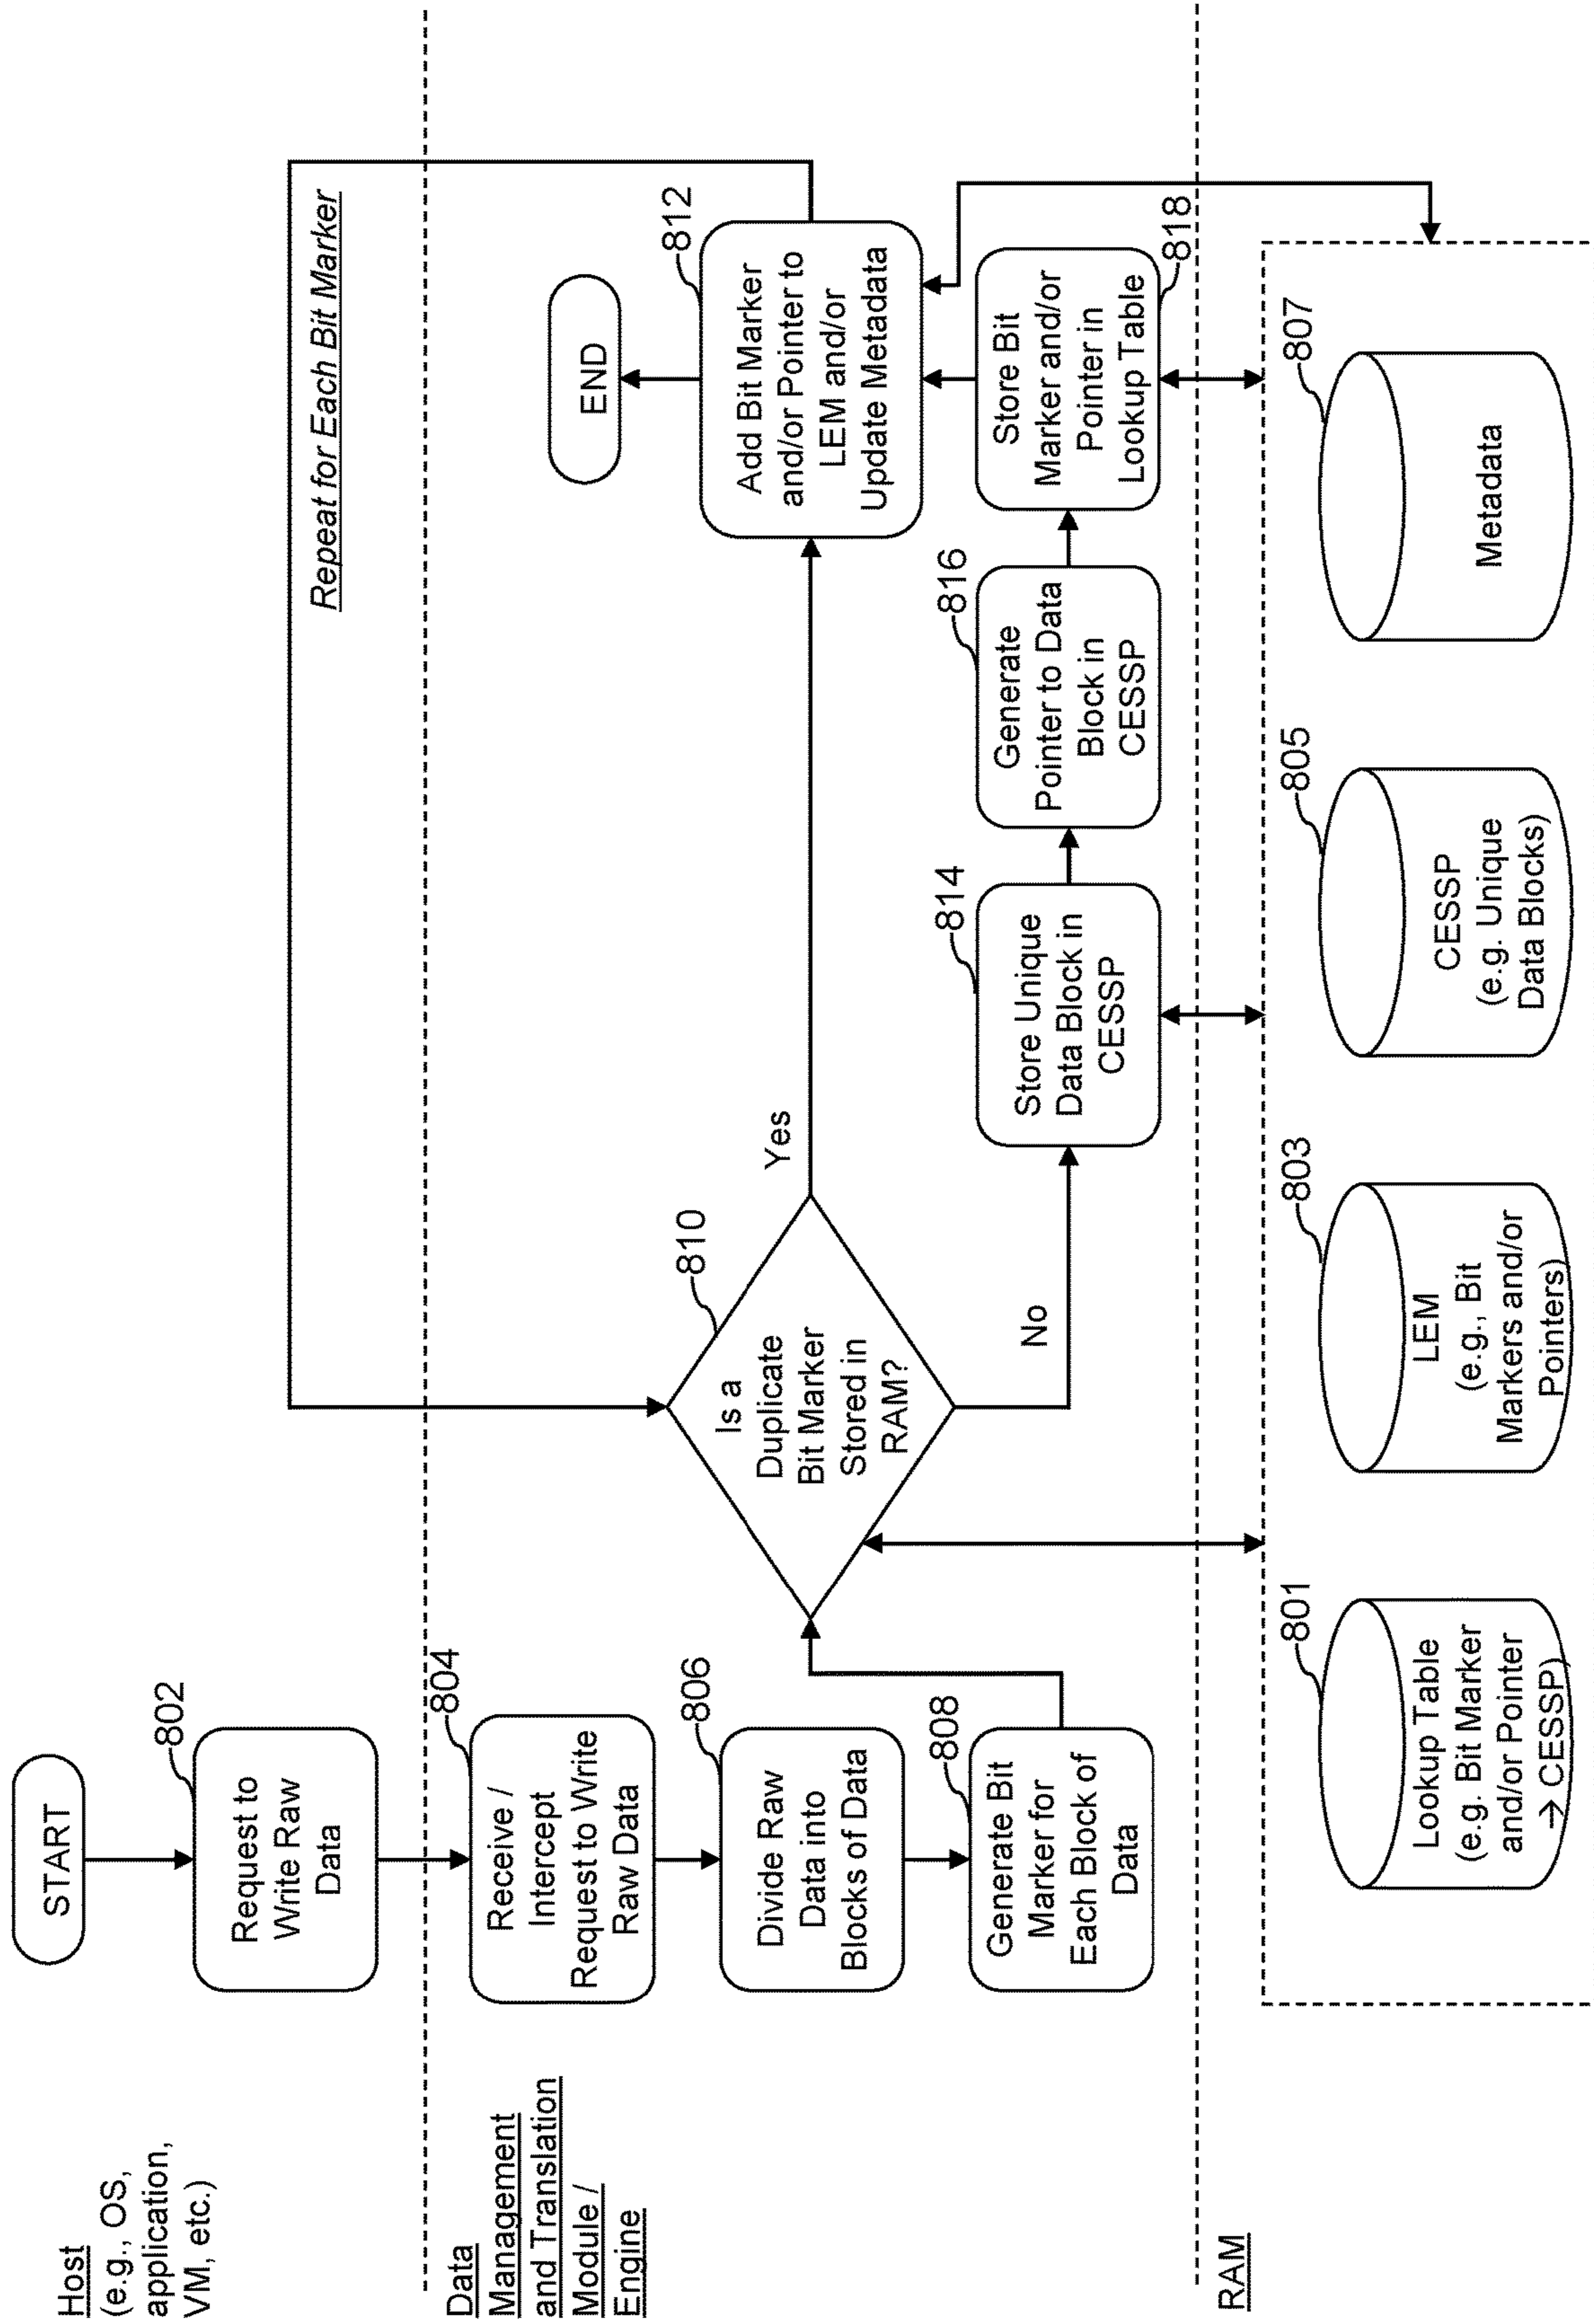 Host
(e.g., OS,
application,
VM, etc.)
START
802
Request to
Write Raw
Data
Repeat for Each Bit Marker
Data
Management
and Translation
Module /
Engine
804
Receive /
Intercept
Request to Write
Raw Data
806
Divide Raw
Data into
Blocks of Data
808
Generate Bit
Marker for
Each Block of
Data
810
Is a
Duplicate
Bit Marker
Stored in
RAM?
Yes
No
812
Add Bit Marker
and/or Pointer to
LEM and/or
Update Metadata
END
814
Store Unique
Data Block in
CESSP
816
Generate
Pointer to Data
Block in
CESSP
818
Store Bit
Marker and/or
Pointer in
Lookup Table
RAM
801
Lookup Table
(e.g. Bit Marker
and/or Pointer
→ CESSP)
803
LEM
(e.g., Bit
Markers and/or
Pointers)
805
CESSP
(e.g. Unique
Data Blocks)
807
Metadata